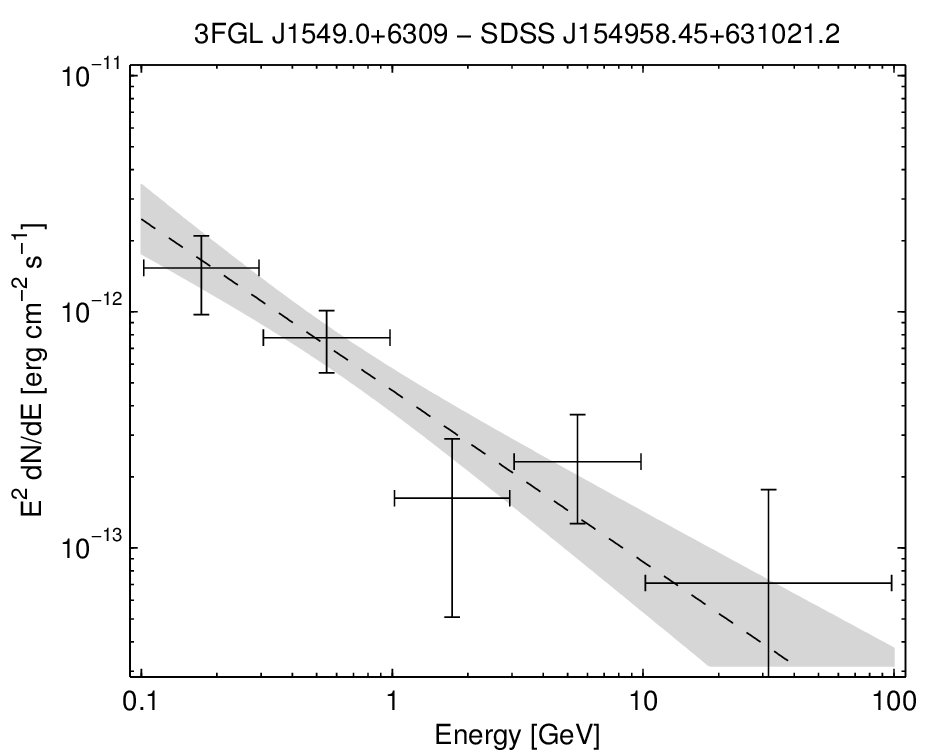 3FGL J1549.0+6309 − SDSS J154958.45+631021.2
10⁻¹¹
10⁻¹²
10⁻¹³
E² dN/dE [erg cm⁻² s⁻¹]
0.1 1 10 100
Energy [GeV]